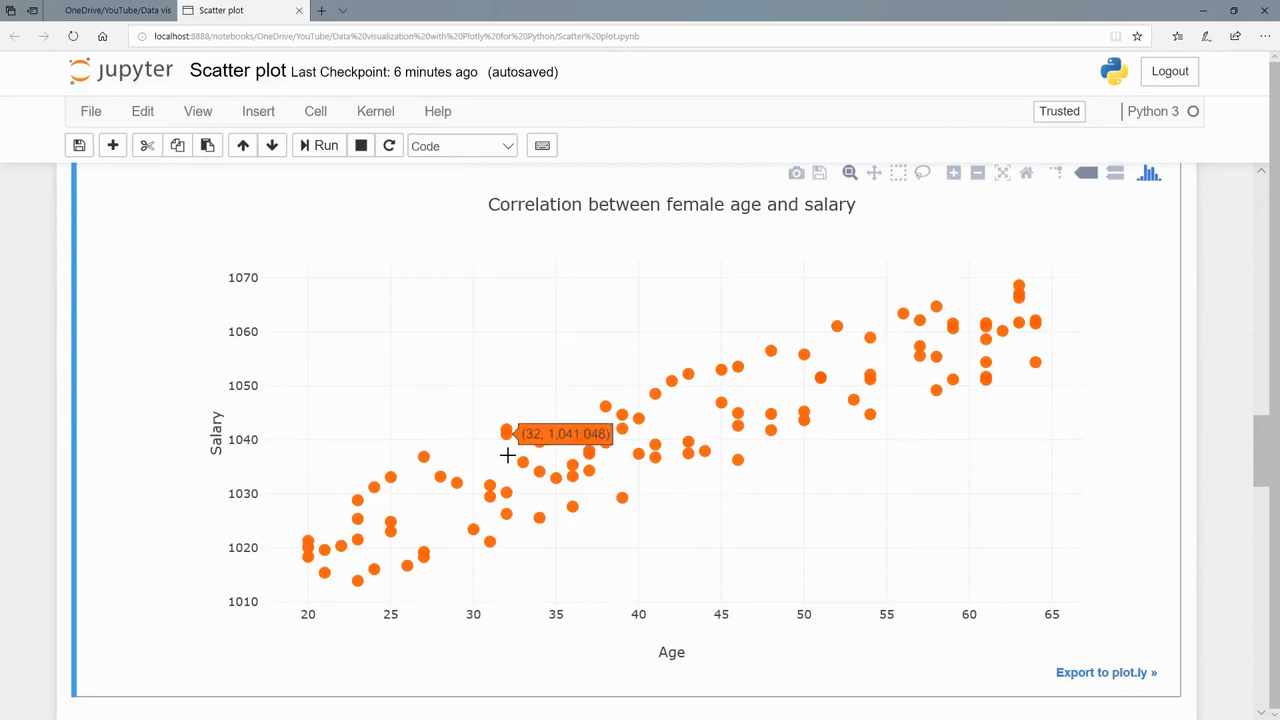 OneDrive/YouTube/Data vis
Scatter plot
localhost:8888/notebooks/OneDrive/YouTube/Data%20visualization%20with%20Plotly%20for%20Python/Scatter%20plot.ipynb
jupyter Scatter plot Last Checkpoint: 6 minutes ago (autosaved)
Logout
File Edit View Insert Cell Kernel Help
Trusted
Python 3
Run
Code
Correlation between female age and salary
1070
1060
1050
1040
1030
1020
1010
Salary
(32, 1,041.048)
20 25 30 35 40 45 50 55 60 65
Age
Export to plot.ly »